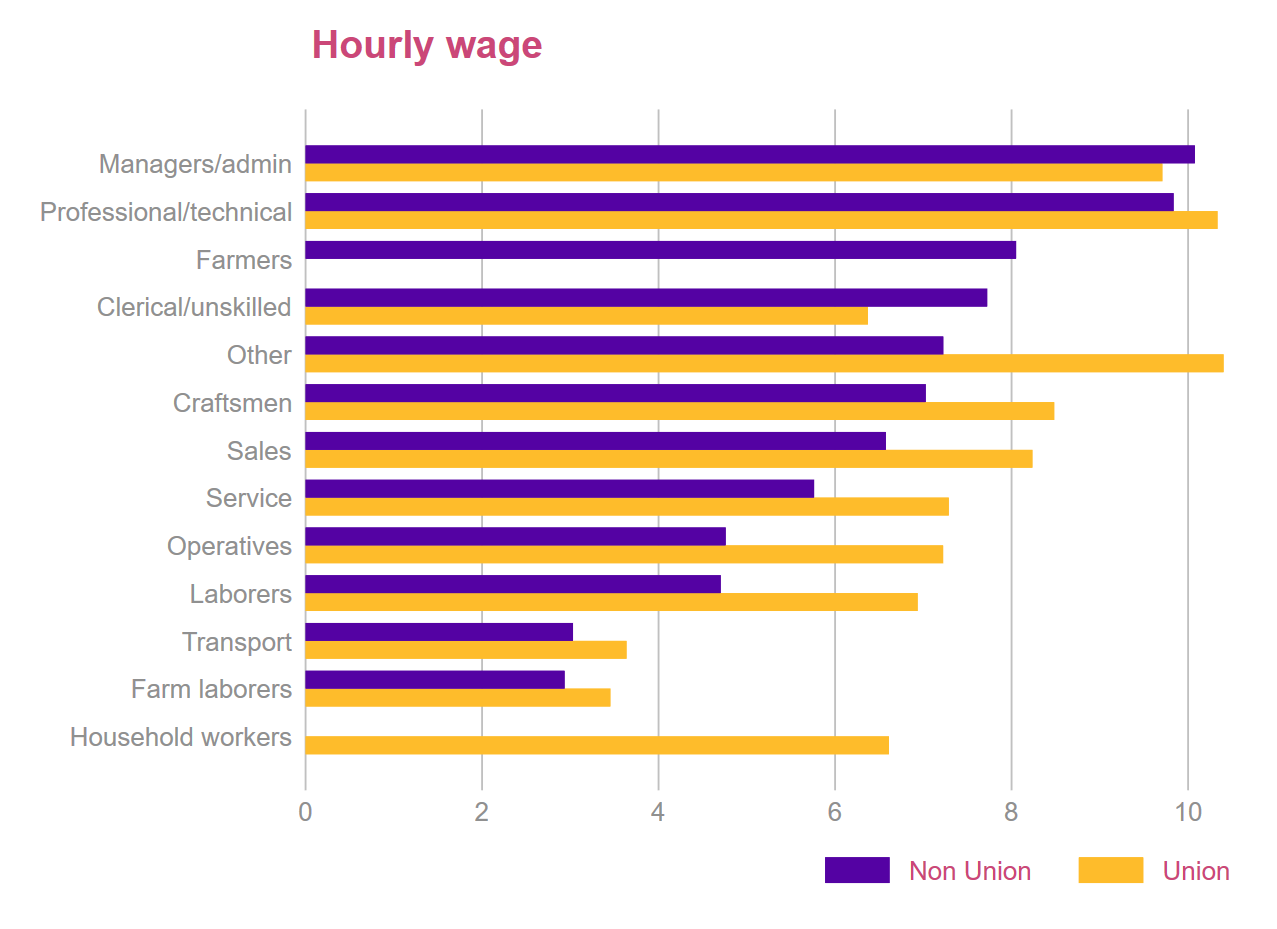 Hourly wage
Managers/admin
Professional/technical
Farmers
Clerical/unskilled
Other
Craftsmen
Sales
Service
Operatives
Laborers
Transport
Farm laborers
Household workers
0 2 4 6 8 10
Non Union Union